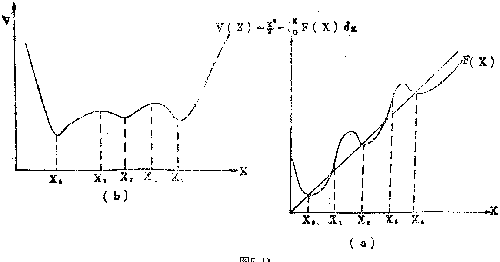 V
V(X) = X²/2 - ∫₀ˣ F(X) dx
F(X)
X₀ X₁ X₂ X₃ X₄ X
(b)
X₀ X₁ X₂ X₃ X₄ X
(a)